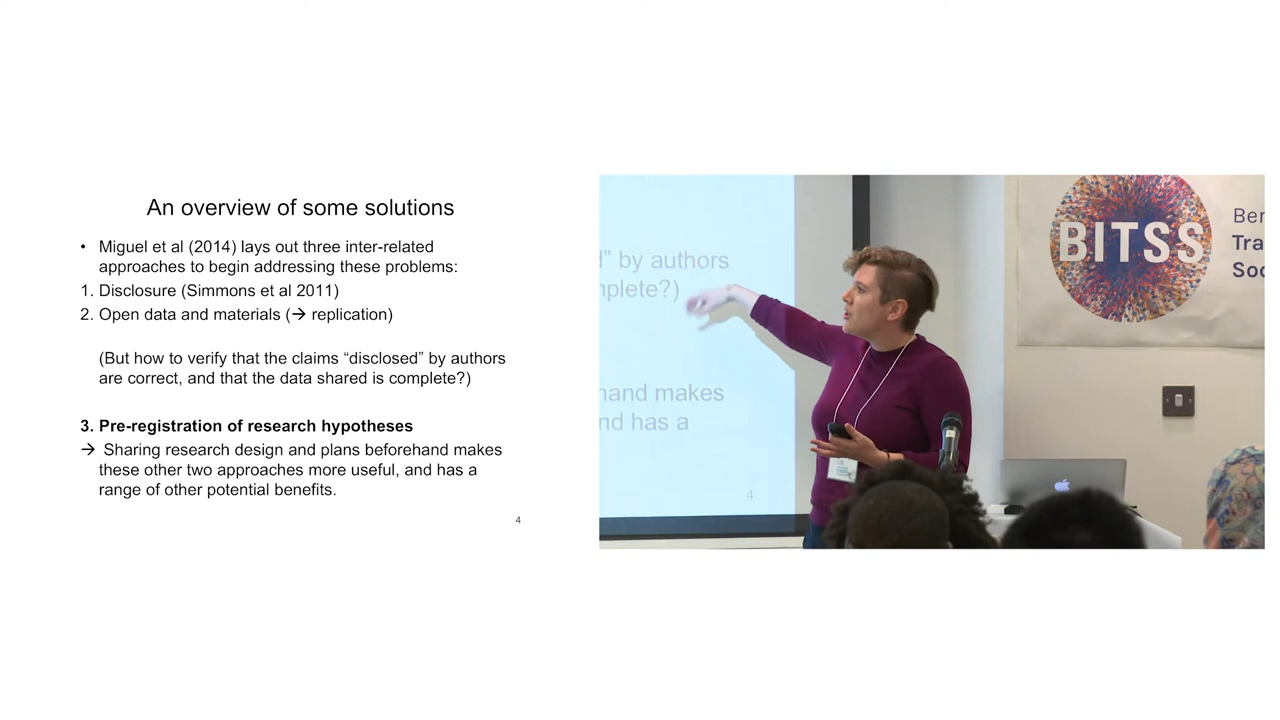 An overview of some solutions
• Miguel et al (2014) lays out three inter-related
approaches to begin addressing these problems:
1. Disclosure (Simmons et al 2011)
2. Open data and materials (→ replication)
(But how to verify that the claims “disclosed” by authors
are correct, and that the data shared is complete?)
3. Pre-registration of research hypotheses
→ Sharing research design and plans beforehand makes
these other two approaches more useful, and has a
range of other potential benefits.
4
” by authors
nplete?)
hand makes
nd has a
4
BITSS
Ber
Tra
Soc